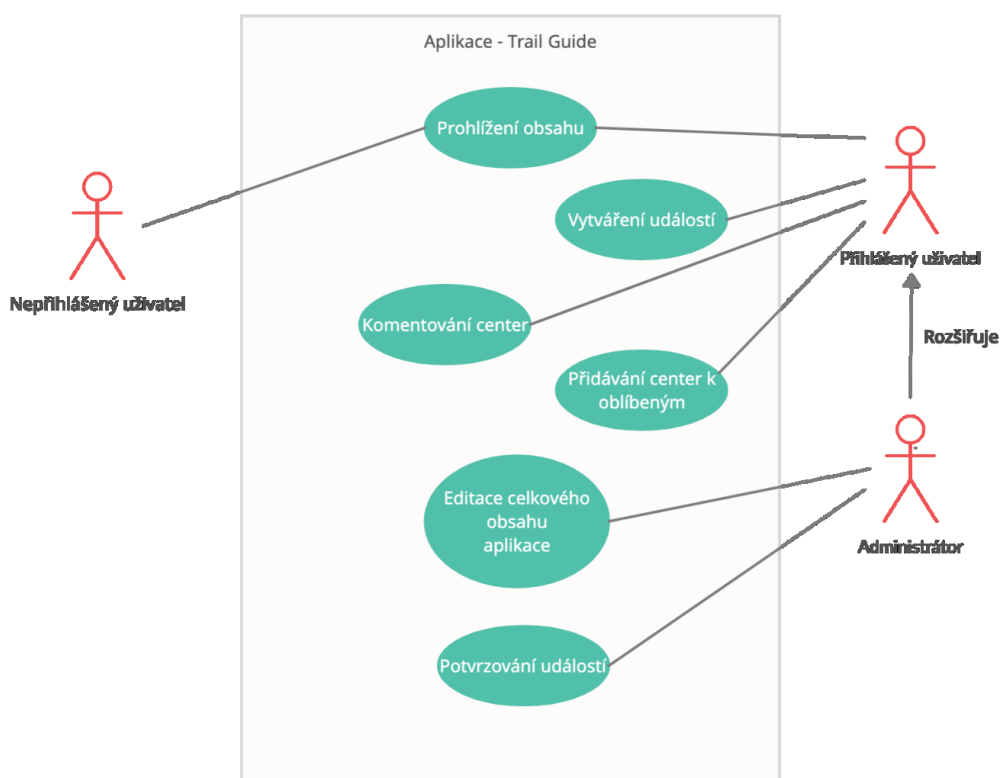 Aplikace - Trail Guide
Prohlížení obsahu
Vytváření událostí
Přihlášený uživatel
Nepřihlášený uživatel
Komentování center
Rozšiřuje
Přidávání center k
oblíbeným
Editace celkového
obsahu
aplikace
Administrátor
Potvrzování událostí